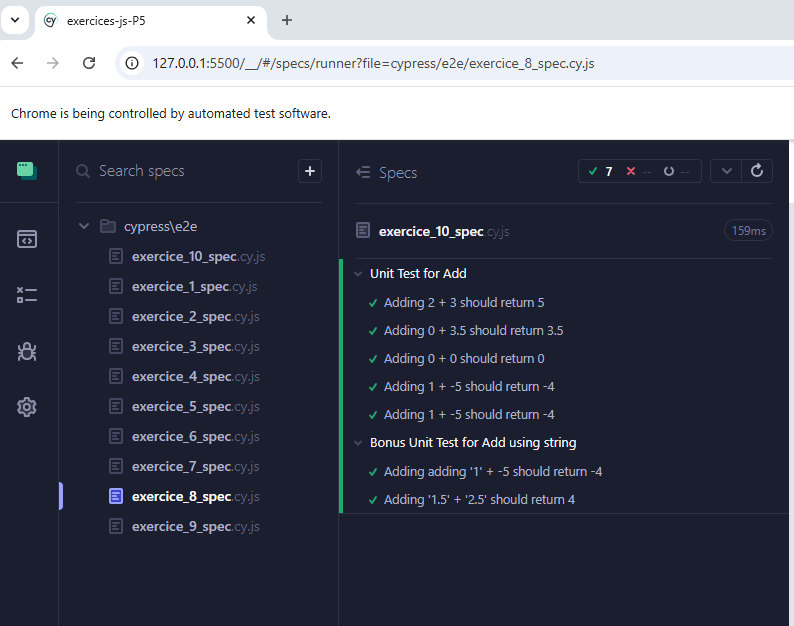 exercices-js-P5
127.0.0.1:5500/__/#/specs/runner?file=cypress/e2e/exercice_8_spec.cy.js
Chrome is being controlled by automated test software.
Search specs
+
cypress\e2e
exercice_10_spec.cy.js
exercice_1_spec.cy.js
exercice_2_spec.cy.js
exercice_3_spec.cy.js
exercice_4_spec.cy.js
exercice_5_spec.cy.js
exercice_6_spec.cy.js
exercice_7_spec.cy.js
exercice_8_spec.cy.js
exercice_9_spec.cy.js
Specs
7 -- --
exercice_10_spec.cy.js 159ms
Unit Test for Add
Adding 2 + 3 should return 5
Adding 0 + 3.5 should return 3.5
Adding 0 + 0 should return 0
Adding 1 + -5 should return -4
Adding 1 + -5 should return -4
Bonus Unit Test for Add using string
Adding adding '1' + -5 should return -4
Adding '1.5' + '2.5' should return 4